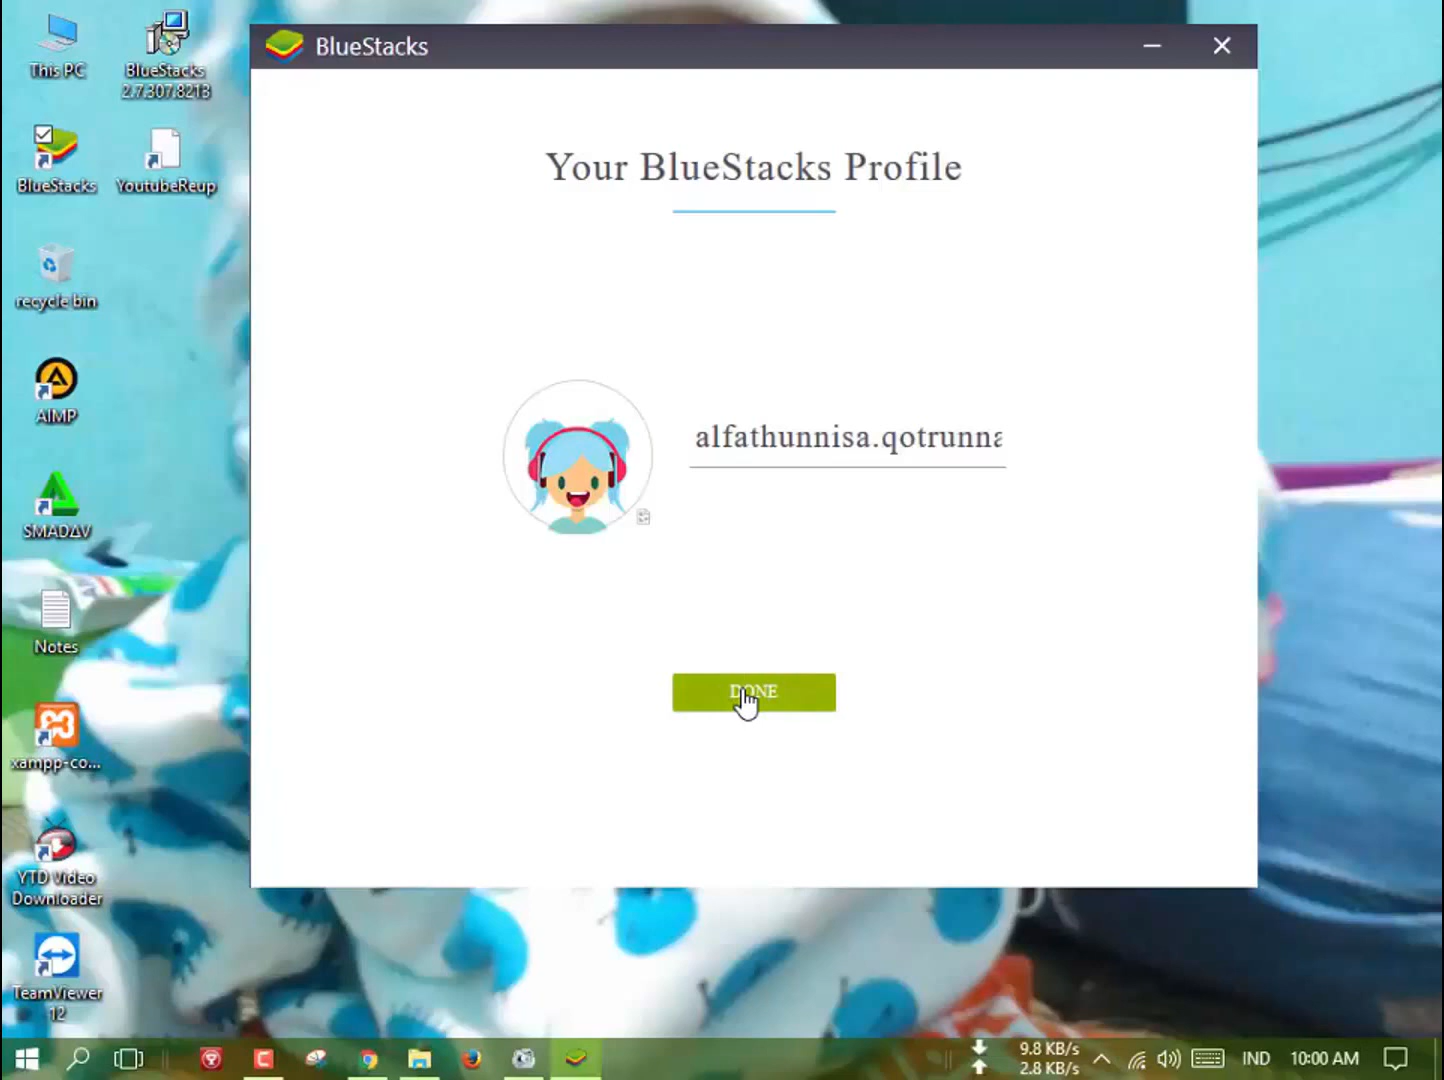 This PC
BlueStacks
2.7.307.8213
BlueStacks
YoutubeReup
recycle bin
AIMP
SMADAV
Notes
xampp-co...
YTD Video
Downloader
TeamViewer
12
BlueStacks
Your BlueStacks Profile
alfathunnisa.qotrunna
DONE
9.8 KB/s
2.8 KB/s
IND
10:00 AM